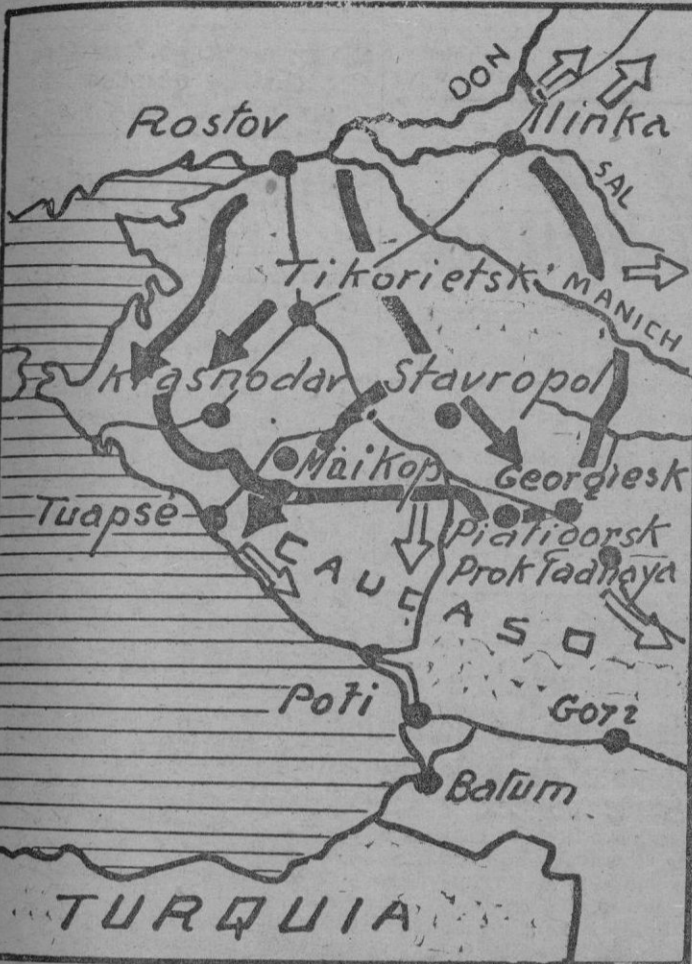 DON
Rostov
Ilinka
SAL
Tikorietsk'
MANICH
Krasnodar
Stavropol
Maikop
Georgiesk
Tuapsé
Piatigorsk
Prokladnaya
CAUCASO
Poti
Gori
Batum
TURQUIA